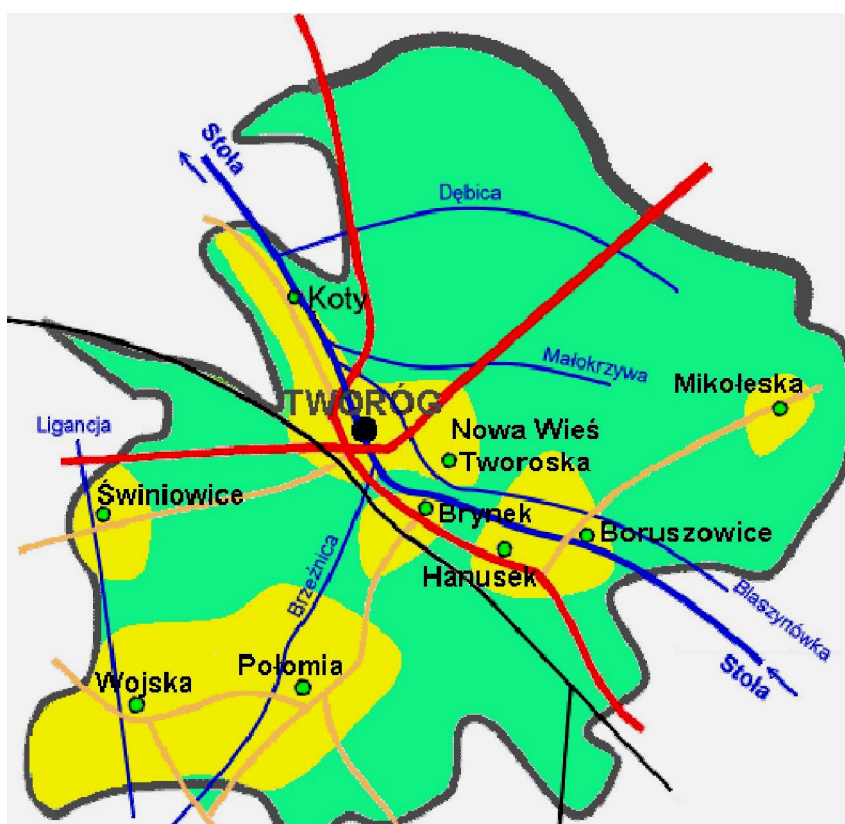 Stoła
Dębica
Koty
Małokrzywa
Mikołeska
TWORÓG
Ligancja
Nowa Wieś
Tworoska
Świniowice
Brynek
Boruszowice
Hanusek
Brzeźnica
Blaszynówka
Połomia
Wojska
Stoła